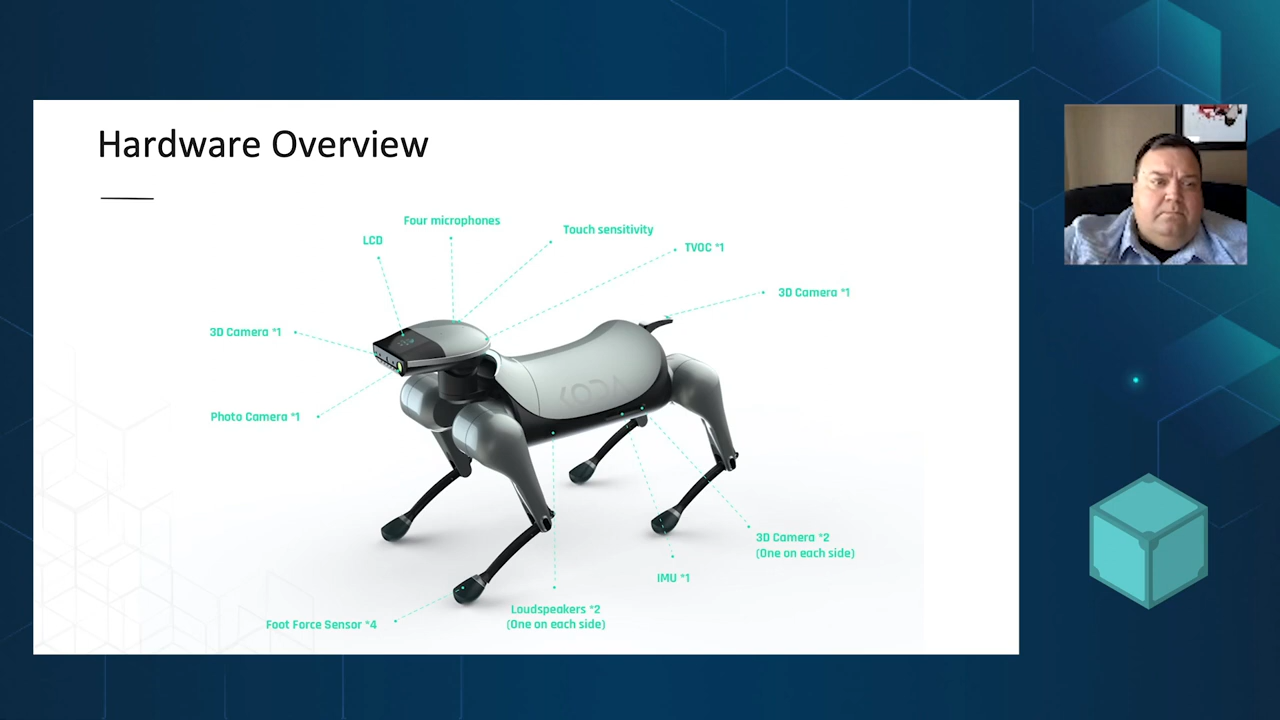 Hardware Overview
Four microphones
Touch sensitivity
LCD
TVOC *1
3D Camera *1
3D Camera *1
KODA
Photo Camera *1
3D Camera *2
(One on each side)
IMU *1
Loudspeakers *2
(One on each side)
Foot Force Sensor *4